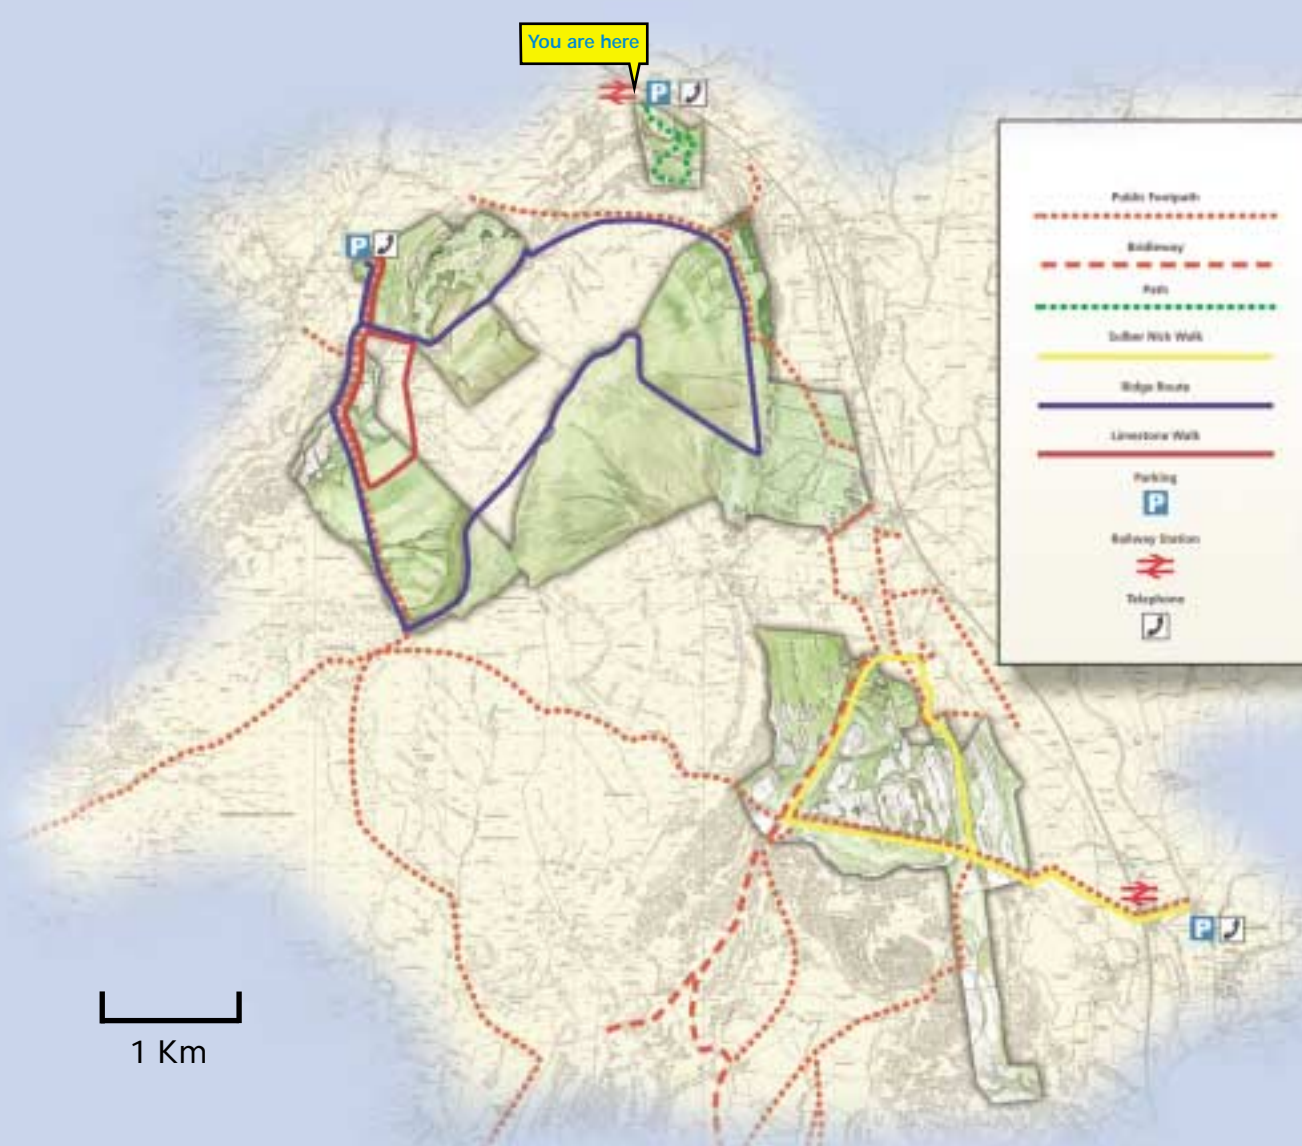 You are here
P
P
Public Footpath
Bridleway
Path
Sulber Nick Walk
Ridge Route
Limestone Walk
Parking
P
Railway Station
Telephone
P
1 Km